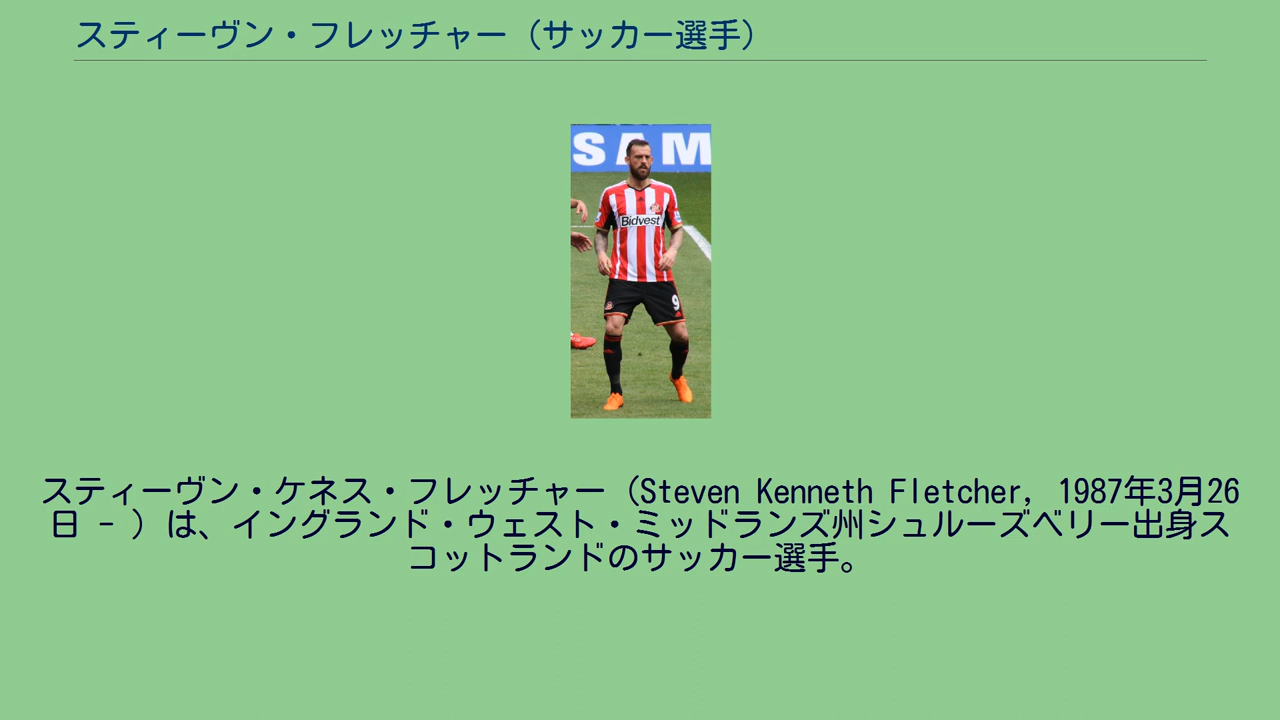 スティーヴン・フレッチャー（サッカー選手）
SAM
Bidvest
9
スティーヴン・ケネス・フレッチャー（Steven Kenneth Fletcher, 1987年3月26
日 - ）は、イングランド・ウェスト・ミッドランズ州シュルーズベリー出身ス
コットランドのサッカー選手。